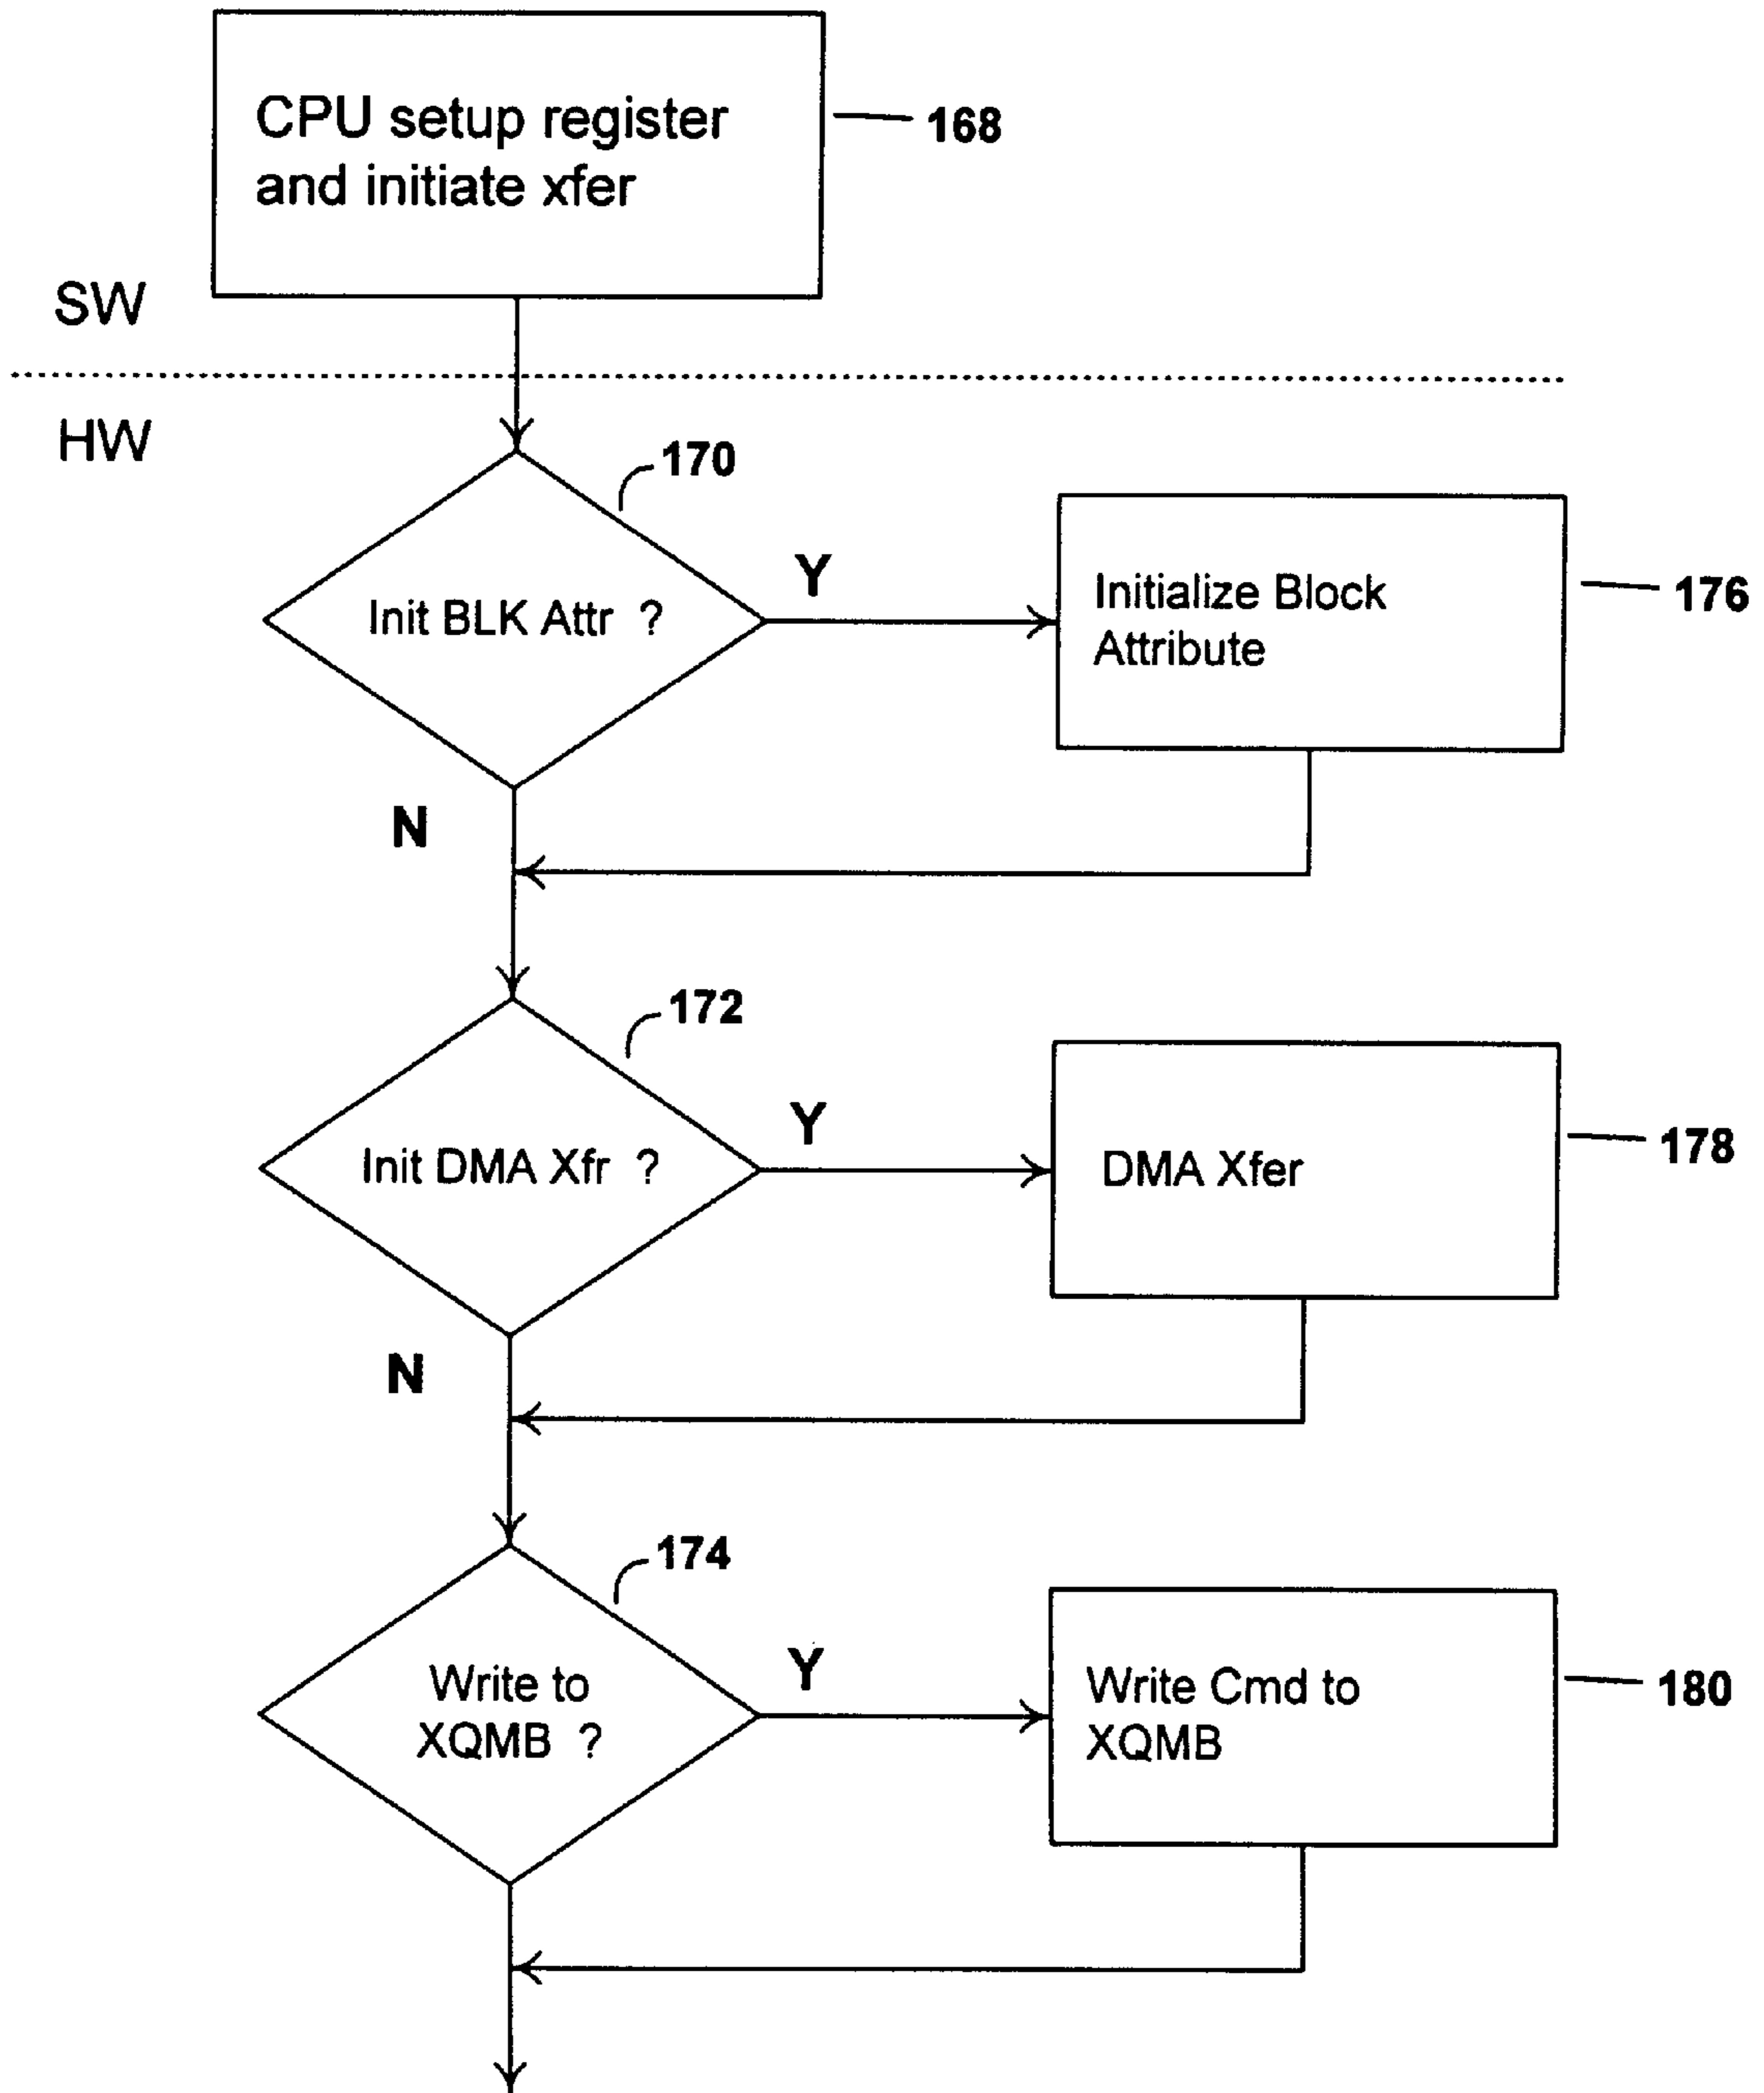 CPU setup register
and initiate xfer
168
SW
HW
170
Init BLK Attr ?
Y
Initialize Block
Attribute
176
N
172
Init DMA Xfr ?
Y
DMA Xfer
178
N
174
Write to
XQMB ?
Y
Write Cmd to
XQMB
180